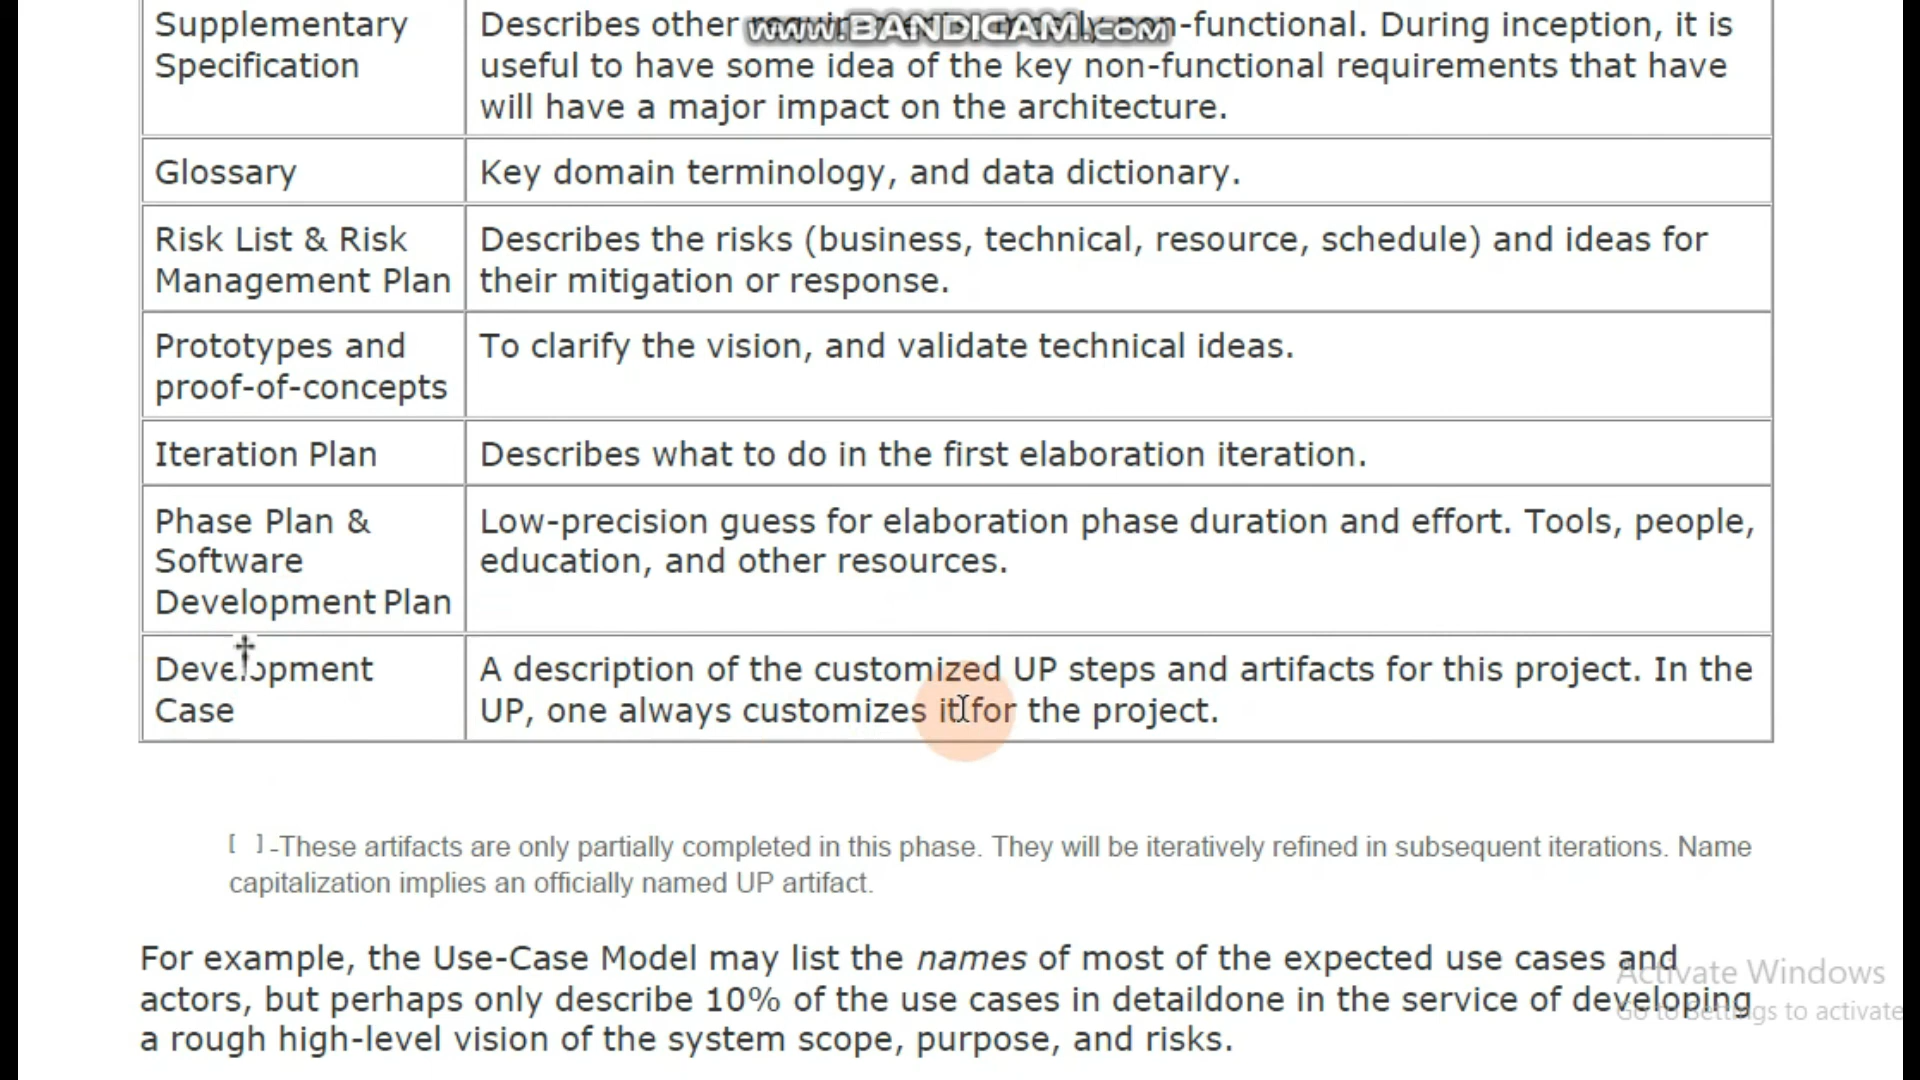 Supplementary
Specification
Describes other requirements, mostly non-functional. During inception, it is
useful to have some idea of the key non-functional requirements that have
will have a major impact on the architecture.
www.BANDICAM.com
Glossary
Key domain terminology, and data dictionary.
Risk List & Risk
Management Plan
Describes the risks (business, technical, resource, schedule) and ideas for
their mitigation or response.
Prototypes and
proof-of-concepts
To clarify the vision, and validate technical ideas.
Iteration Plan
Describes what to do in the first elaboration iteration.
Phase Plan &
Software
Development Plan
Low-precision guess for elaboration phase duration and effort. Tools, people,
education, and other resources.
Development
Case
A description of the customized UP steps and artifacts for this project. In the
UP, one always customizes it for the project.
[ ]-These artifacts are only partially completed in this phase. They will be iteratively refined in subsequent iterations. Name
capitalization implies an officially named UP artifact.
For example, the Use-Case Model may list the names of most of the expected use cases and
actors, but perhaps only describe 10% of the use cases in detaildone in the service of developing
a rough high-level vision of the system scope, purpose, and risks.
Activate Windows
Go to Settings to activate